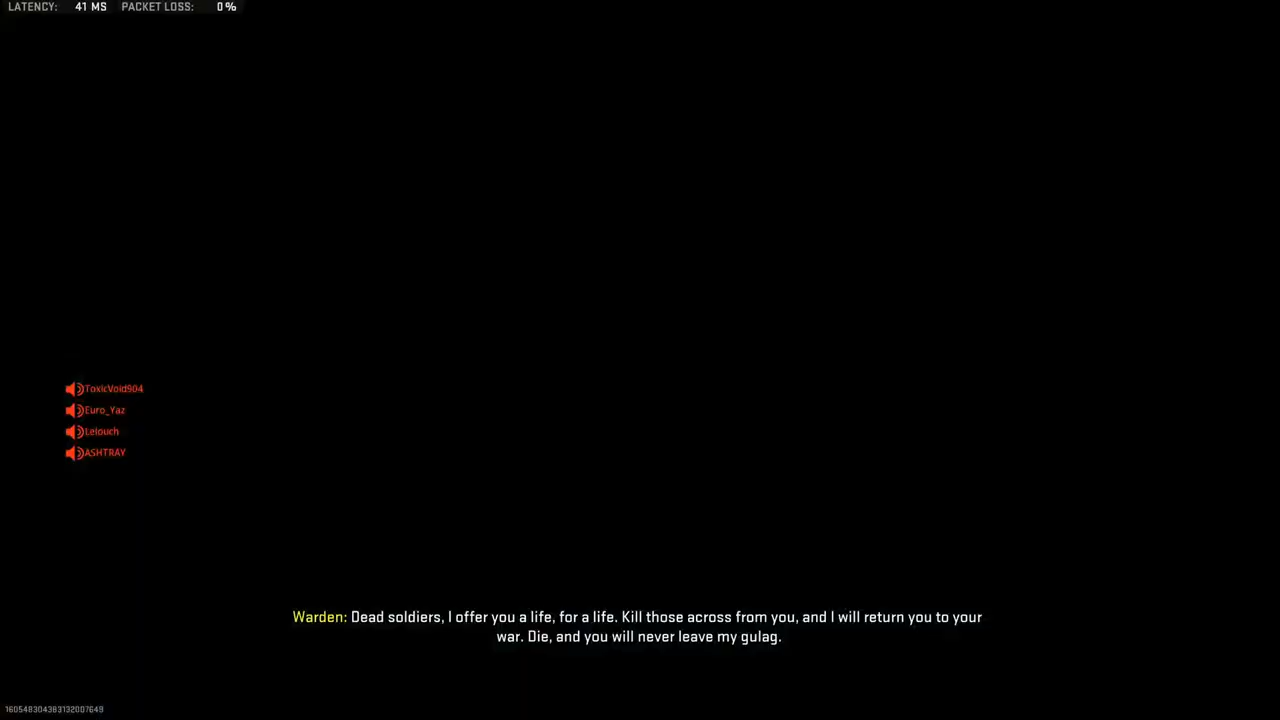 LATENCY: 41 MS PACKET LOSS: 0 %
ToxicVoid904
Euro_Yaz
Lelouch
ASHTRAY
Warden: Dead soldiers, I offer you a life, for a life. Kill those across from you, and I will return you to your
war. Die, and you will never leave my gulag.
160548304383132007649